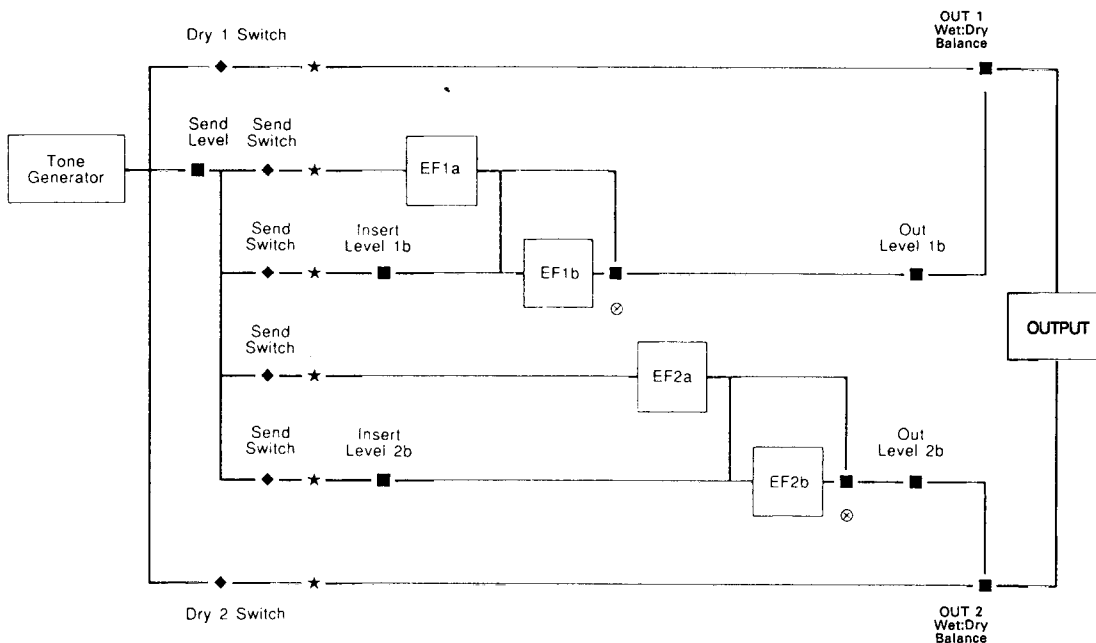 Dry 1 Switch
OUT 1
Wet:Dry
Balance
Send
Level
Send
Switch
Tone
Generator
EF1a
Send
Switch
Insert
Level 1b
EF1b
Out
Level 1b
OUTPUT
Send
Switch
EF2a
Send
Switch
Insert
Level 2b
EF2b
Out
Level 2b
Dry 2 Switch
OUT 2
Wet:Dry
Balance